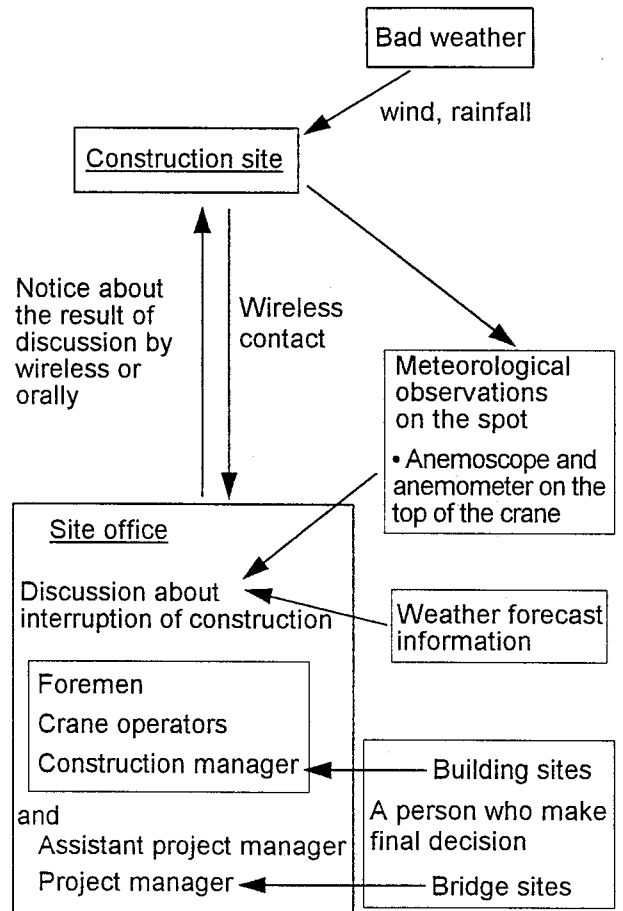 Bad weather
wind, rainfall
Construction site
Notice about
the result of
discussion by
wireless or
orally
Wireless
contact
Meteorological
observations
on the spot
• Anemoscope and
anemometer on the
top of the crane
Site office
Discussion about
interruption of construction
Weather forecast
information
Foremen
Crane operators
Construction manager
Building sites
A person who make
final decision
and
Assistant project manager
Project manager
Bridge sites